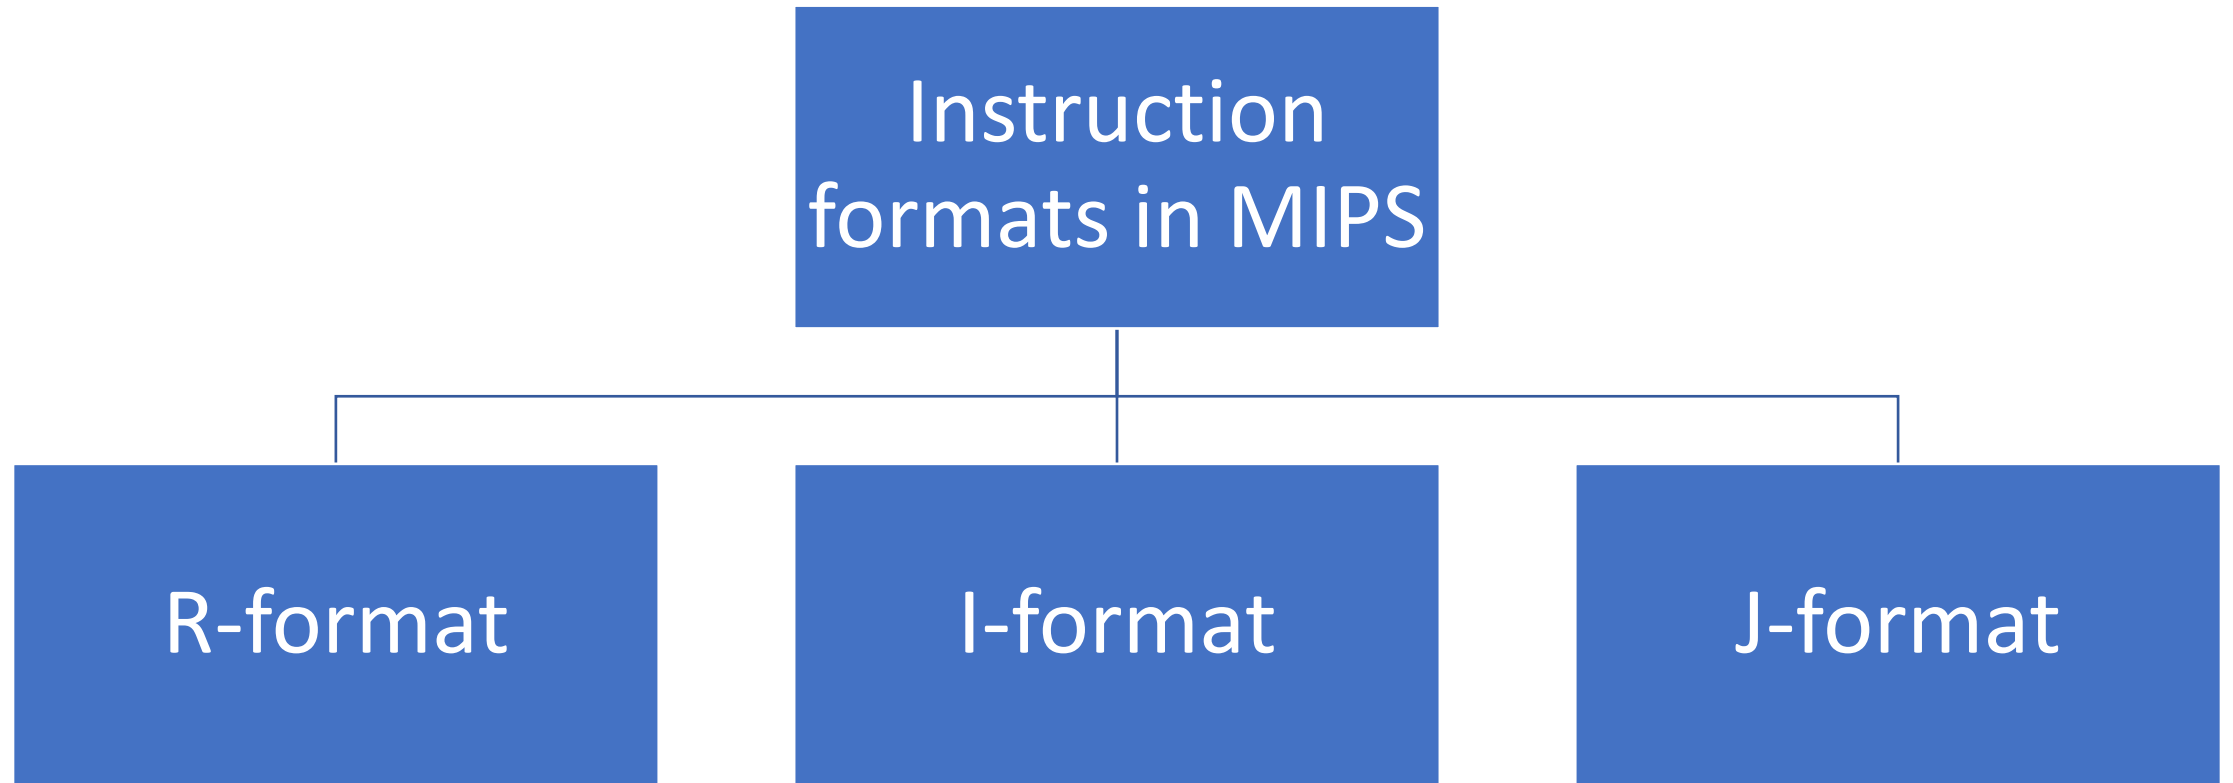 Instruction
formats in MIPS
R-format
I-format
J-format